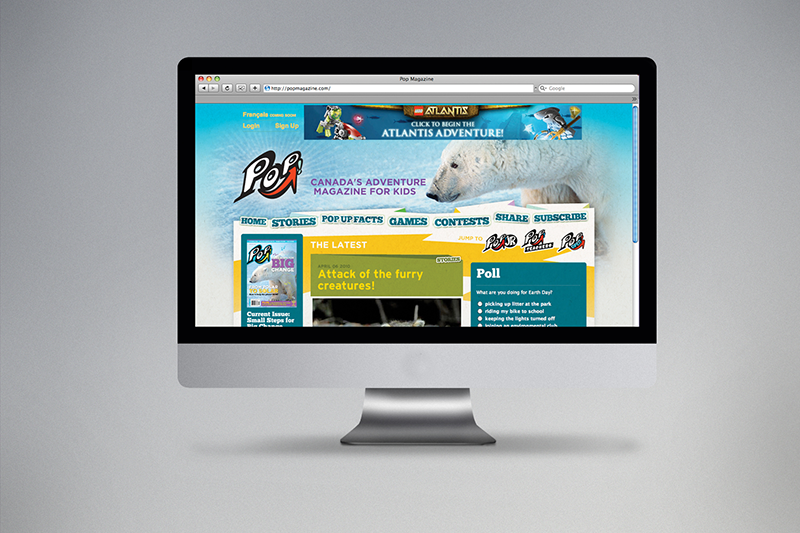 Pop Magazine
http://popmagazine.com/
Google
Français COMING SOON
Login Sign Up
LEGO ATLANTIS
CLICK TO BEGIN THE
ATLANTIS ADVENTURE!
POP!
CANADA'S ADVENTURE
MAGAZINE FOR KIDS
HOME STORIES POP UP FACTS GAMES CONTESTS SHARE SUBSCRIBE
JUMP TO
POP!
BIG
CHANGE
Current Issue:
Small Steps for
Big Change
THE LATEST
STORIES
Attack of the furry
creatures!
Poll
What are you doing for Earth Day?
picking up litter at the park
riding my bike to school
keeping the lights turned off
joining an envirnomental club